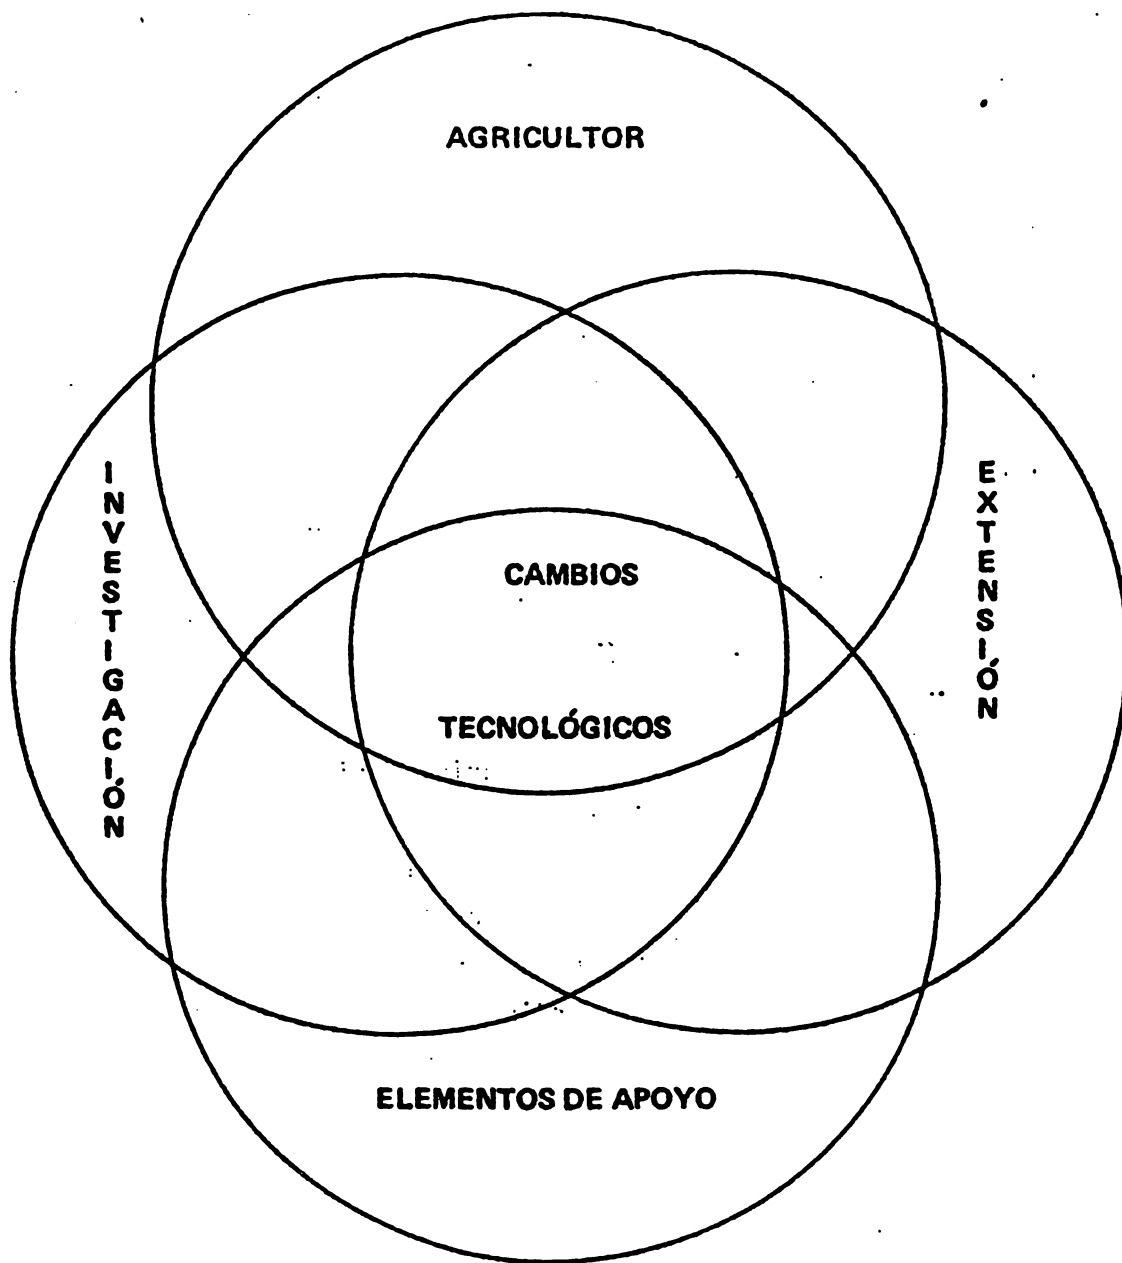 AGRICULTOR
INVESTIGACIÓN
EXTENSIÓN
CAMBIOS
TECNOLÓGICOS
ELEMENTOS DE APOYO